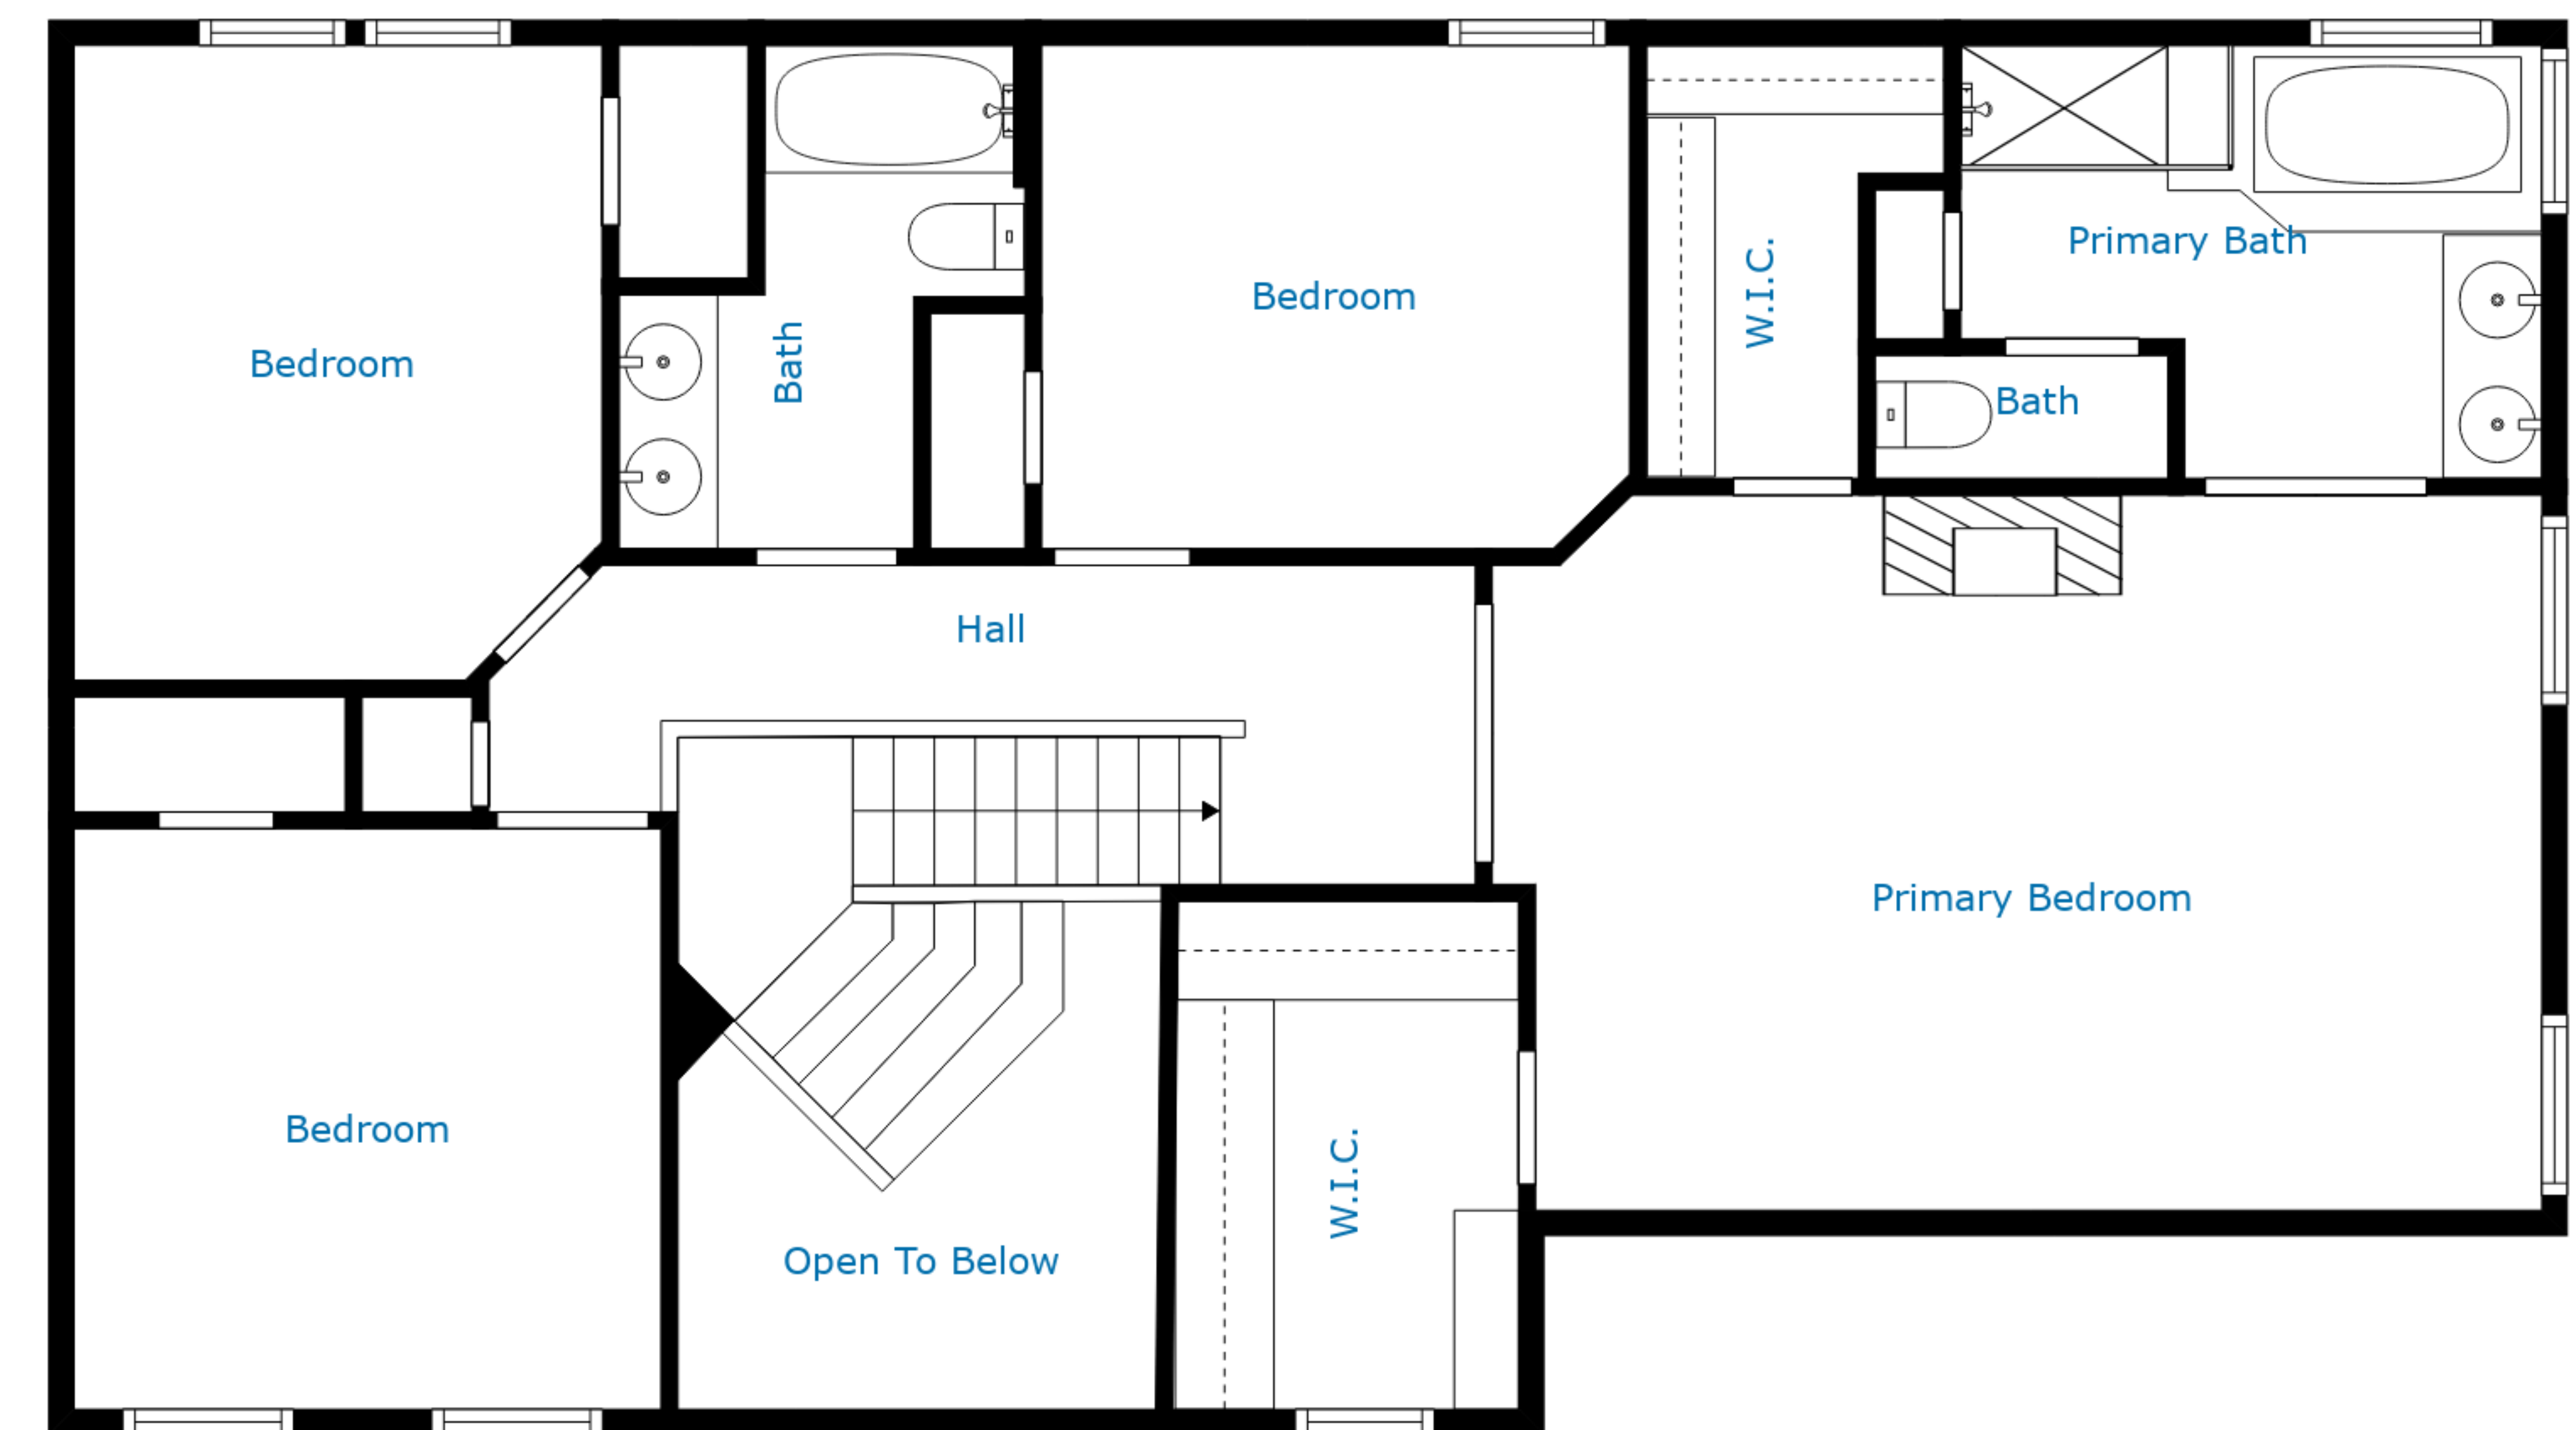 Primary Bath
Bedroom
W.I.C.
Bedroom
Bath
Bath
Hall
Primary Bedroom
Bedroom
W.I.C.
Open To Below